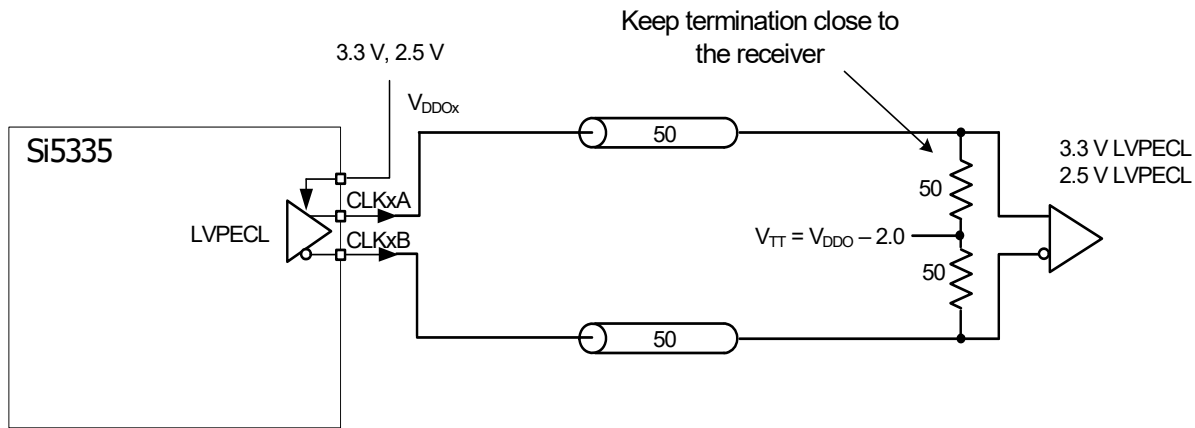 Keep termination close to
the receiver
3.3 V, 2.5 V
VDDOx
50
Si5335
3.3 V LVPECL
2.5 V LVPECL
50
CLKxA
LVPECL
VTT = VDDO – 2.0
CLKxB
50
50